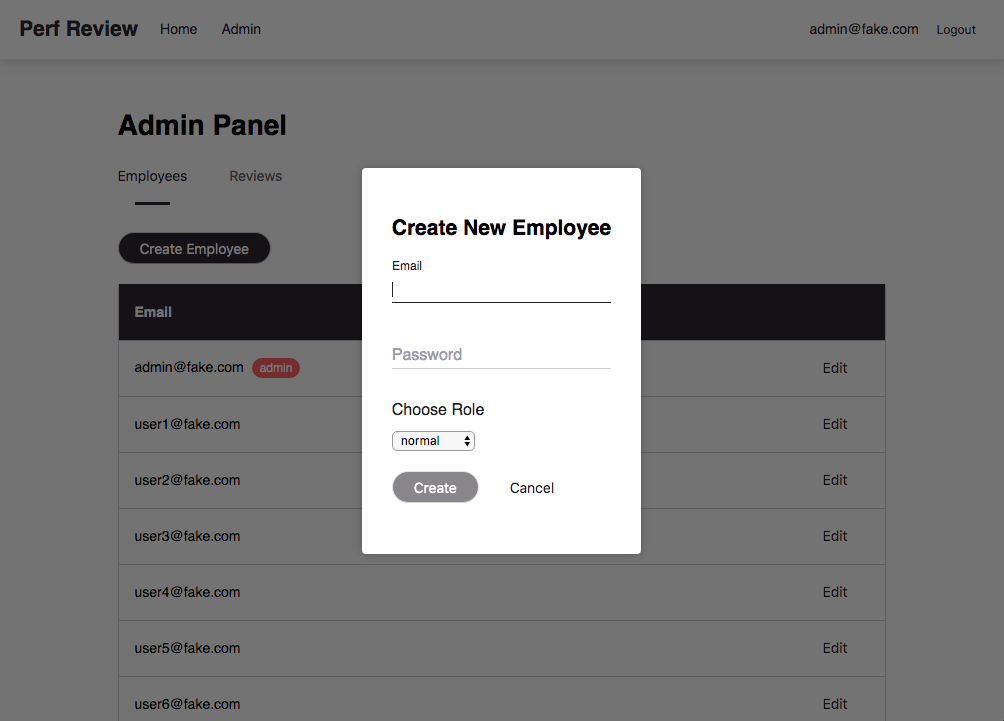 Perf Review Home Admin admin@fake.com Logout
Admin Panel
Employees Reviews
Create Employee
Email
admin@fake.com admin Edit
user1@fake.com Edit
user2@fake.com Edit
user3@fake.com Edit
user4@fake.com Edit
user5@fake.com Edit
user6@fake.com Edit
Create New Employee
Email
Password
Choose Role
normal
Create Cancel